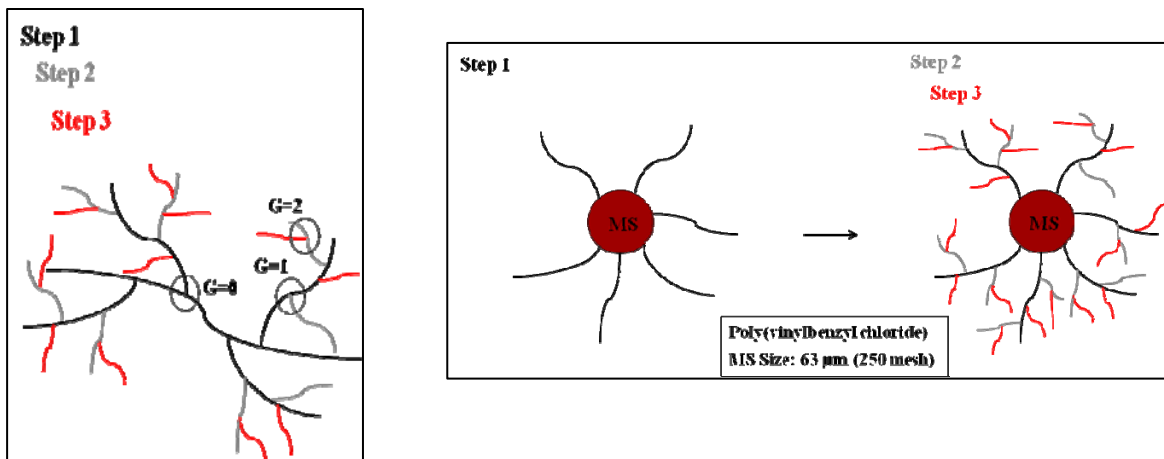 Step 1
Step 2
Step 3
G=2
G=1
G=0
Step 1
Step 2
Step 3
MS
MS
Poly(vinylbenzyl chloride)
MS Size: 63 µm (250 mesh)